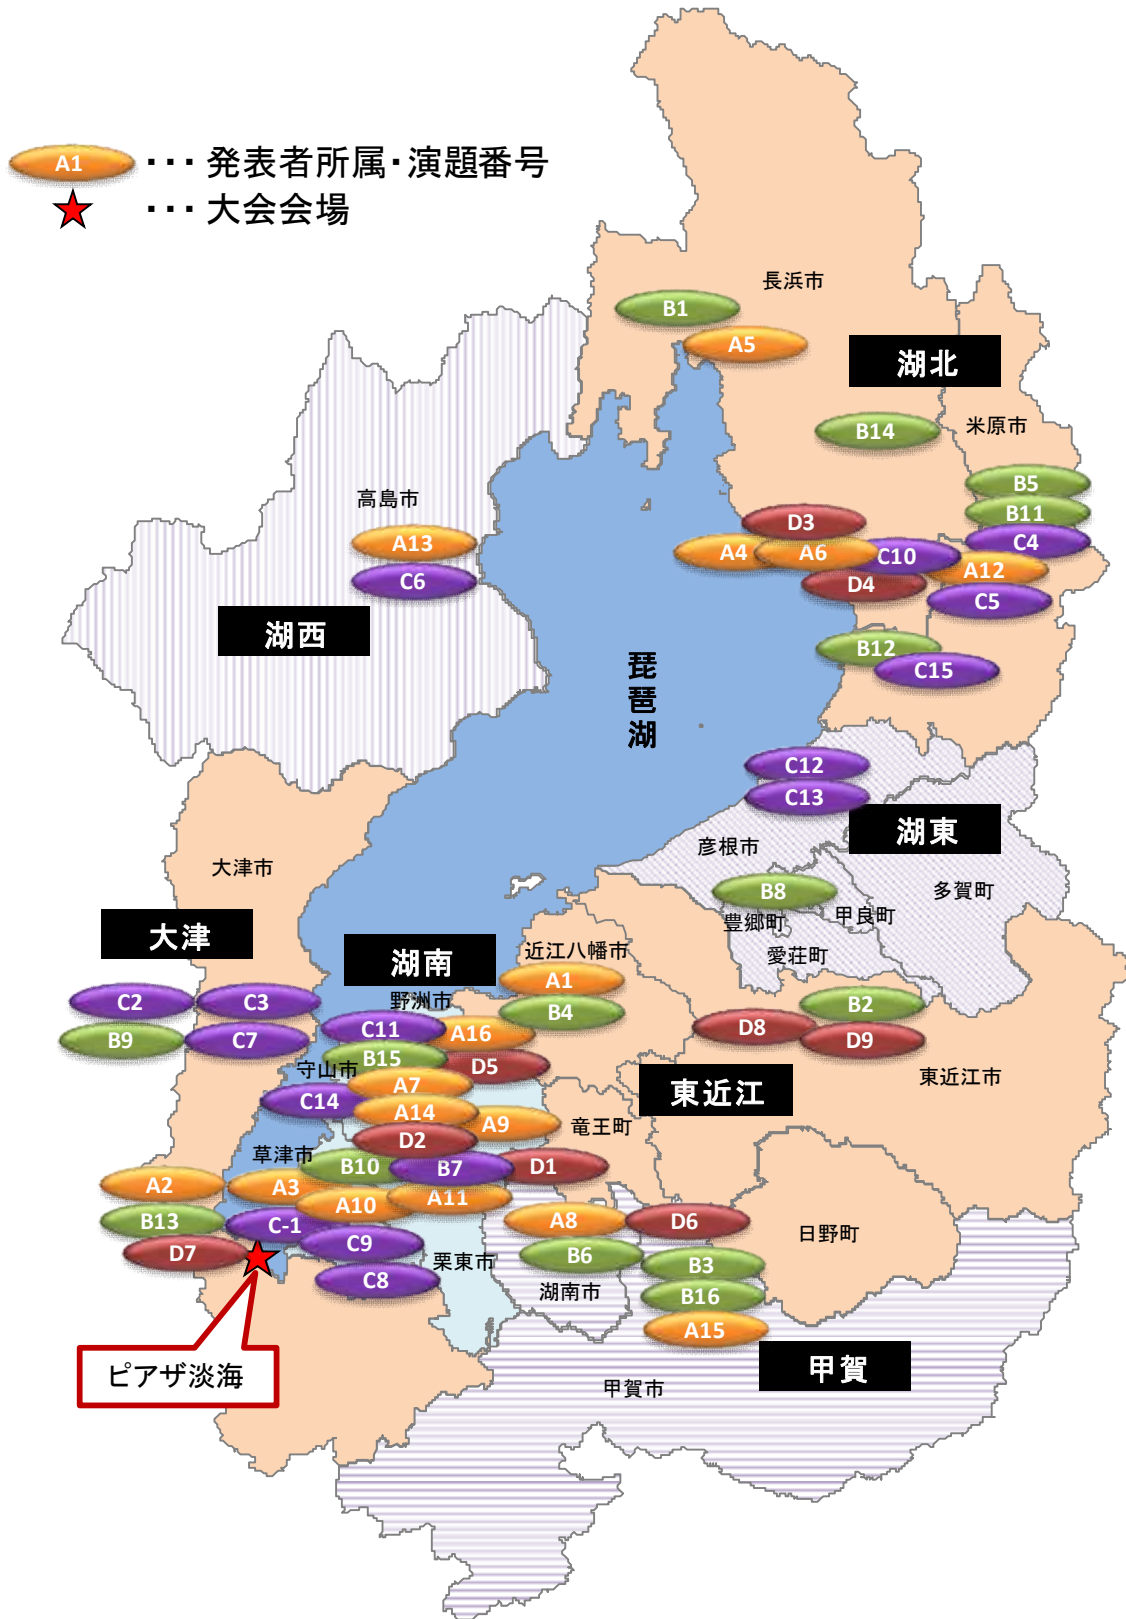 A1 ・・・ 発表者所属・演題番号
・・・ 大会会場
長浜市
B1
A5
湖北
B14
米原市
B5
B11
高島市
D3
A13
A4
A6
C10
C4
A12
C6
D4
C5
湖西
B12
C15
琵琶湖
C12
C13
湖東
彦根市
大津市
B8
多賀町
豊郷町
甲良町
大津
湖南
近江八幡市
愛荘町
A1
野洲市
C2
C3
B4
B2
C11
A16
D8
D9
B9
C7
B15
D5
守山市
東近江市
A7
東近江
C14
A14
A9
竜王町
D2
草津市
B10
B7
D1
A2
A3
A11
A10
B13
C-1
A8
D6
日野町
D7
C9
栗東市
B6
B3
C8
湖南市
B16
A15
ピアザ淡海
甲賀
甲賀市